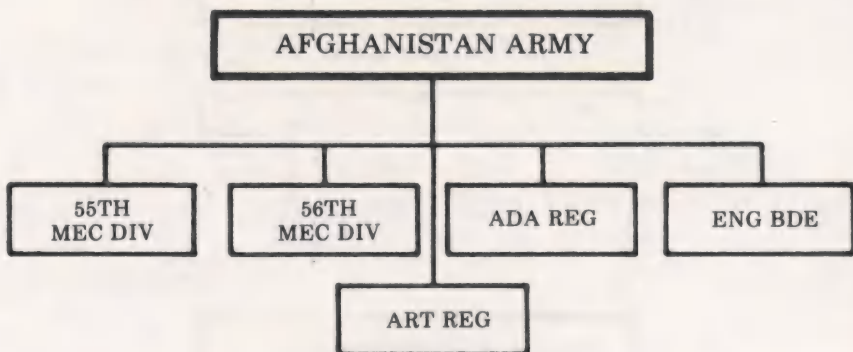 AFGHANISTAN ARMY
55TH
MEC DIV
56TH
MEC DIV
ADA REG
ENG BDE
ART REG